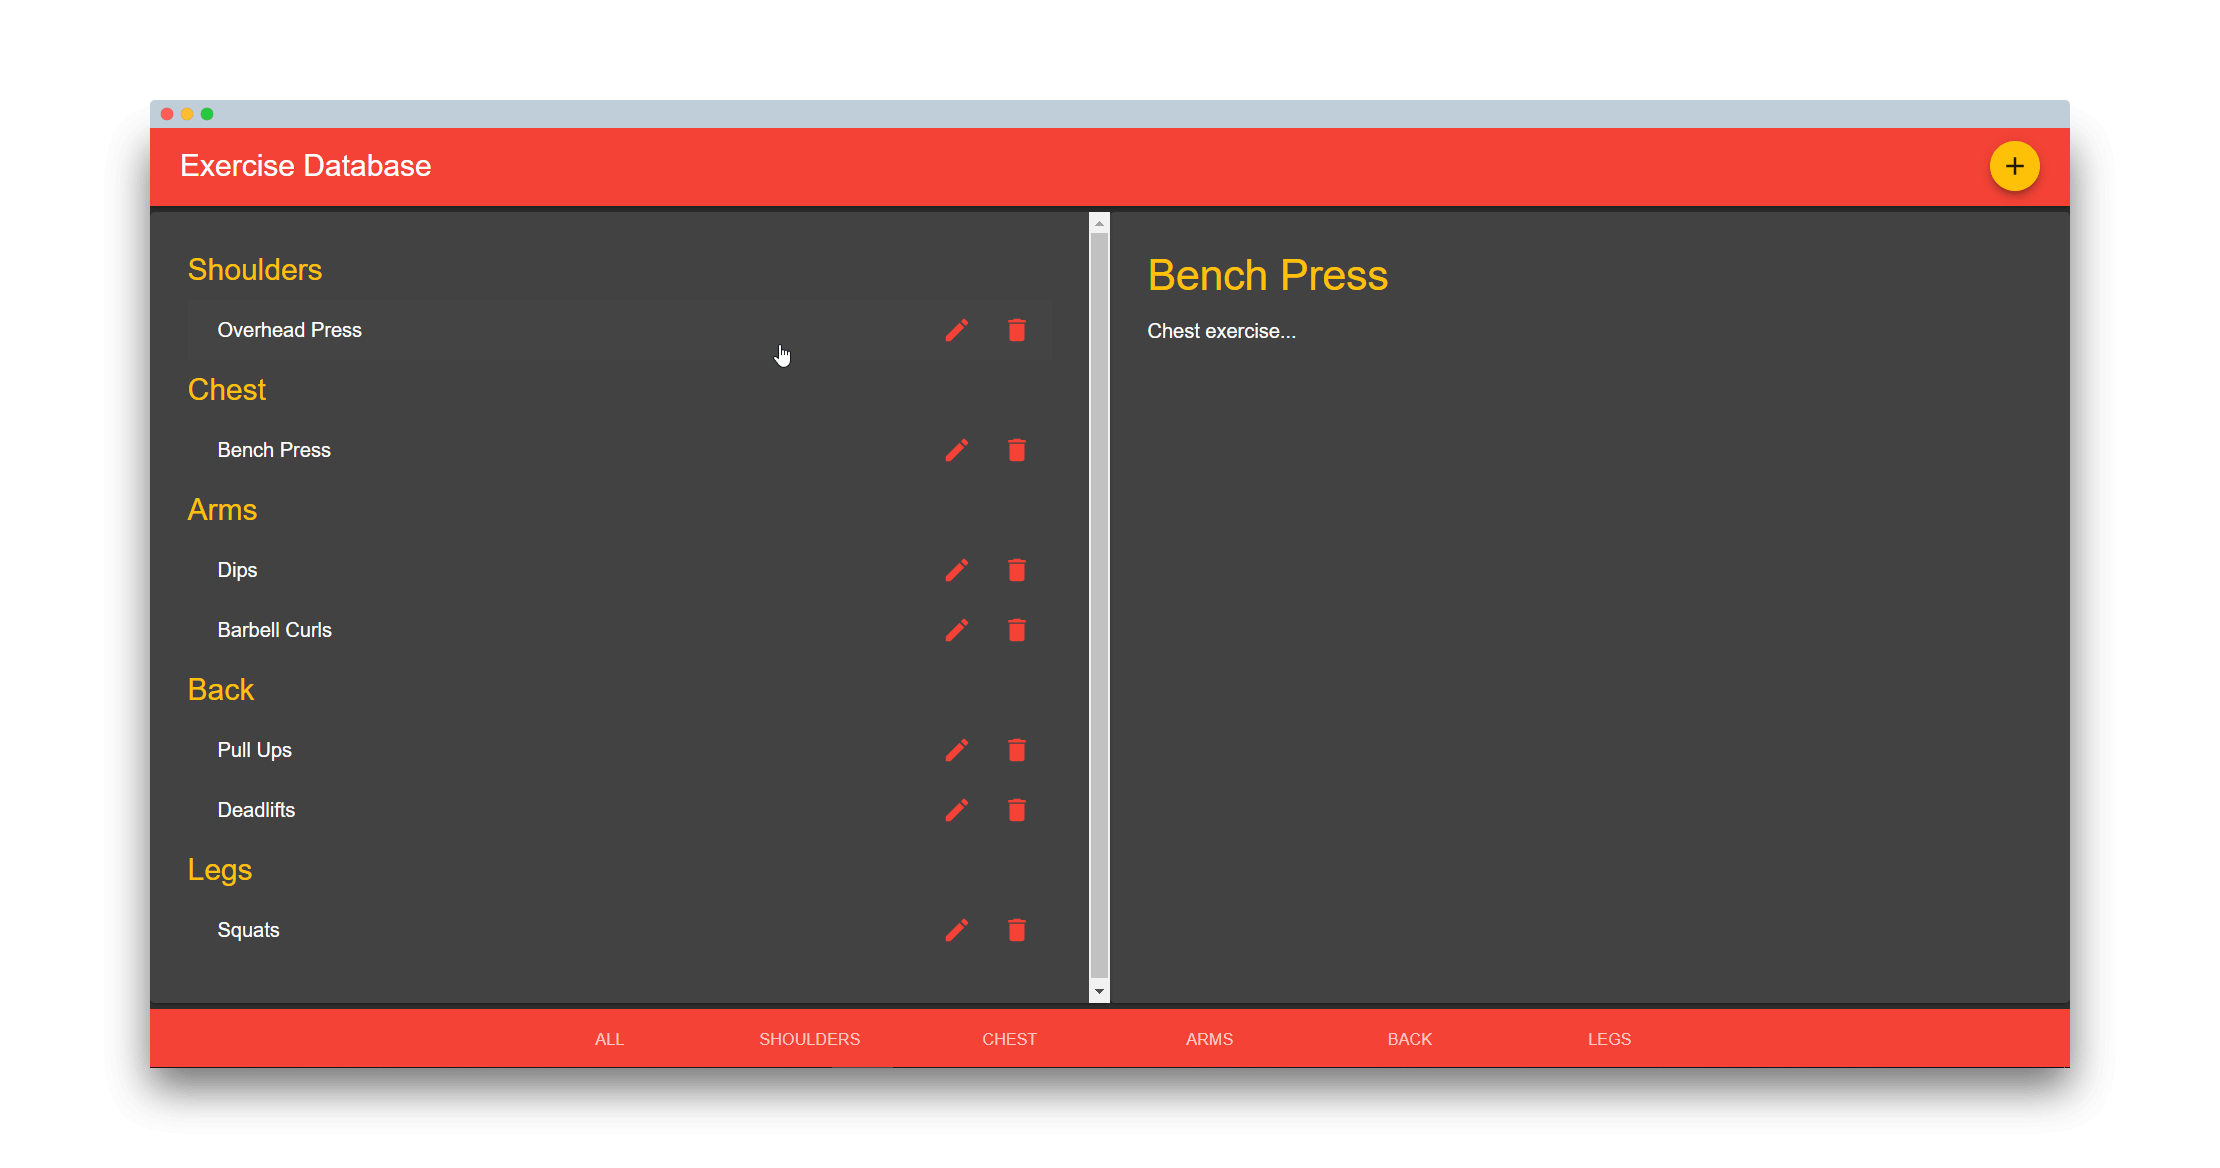 Exercise Database
Shoulders
Overhead Press
Chest
Bench Press
Arms
Dips
Barbell Curls
Back
Pull Ups
Deadlifts
Legs
Squats
Bench Press
Chest exercise...
ALL SHOULDERS CHEST ARMS BACK LEGS